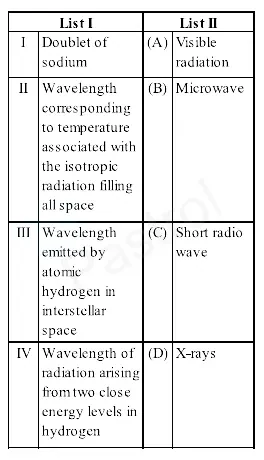 List I List II
I Doublet of (A) Visible
sodium radiation
II Wavelength (B) Microwave
corresponding
to temperature
associated with
the isotropic
radiation filling
all space
III Wavelength (C) Short radio
emitted by wave
atomic
hydrogen in
interstellar
space
IV Wavelength of (D) X-rays
radiation arising
from two close
energy levels in
hydrogen